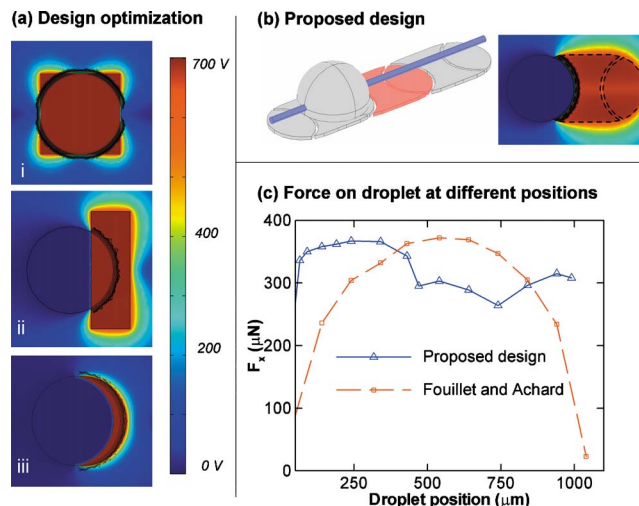 (a) Design optimization
700 V
400
200
0 V
i
ii
iii
(b) Proposed design
(c) Force on droplet at different positions
400
300
200
100
0
Fx (μN)
Proposed design
Fouillet and Achard
250 500 750 1000
Droplet position (μm)